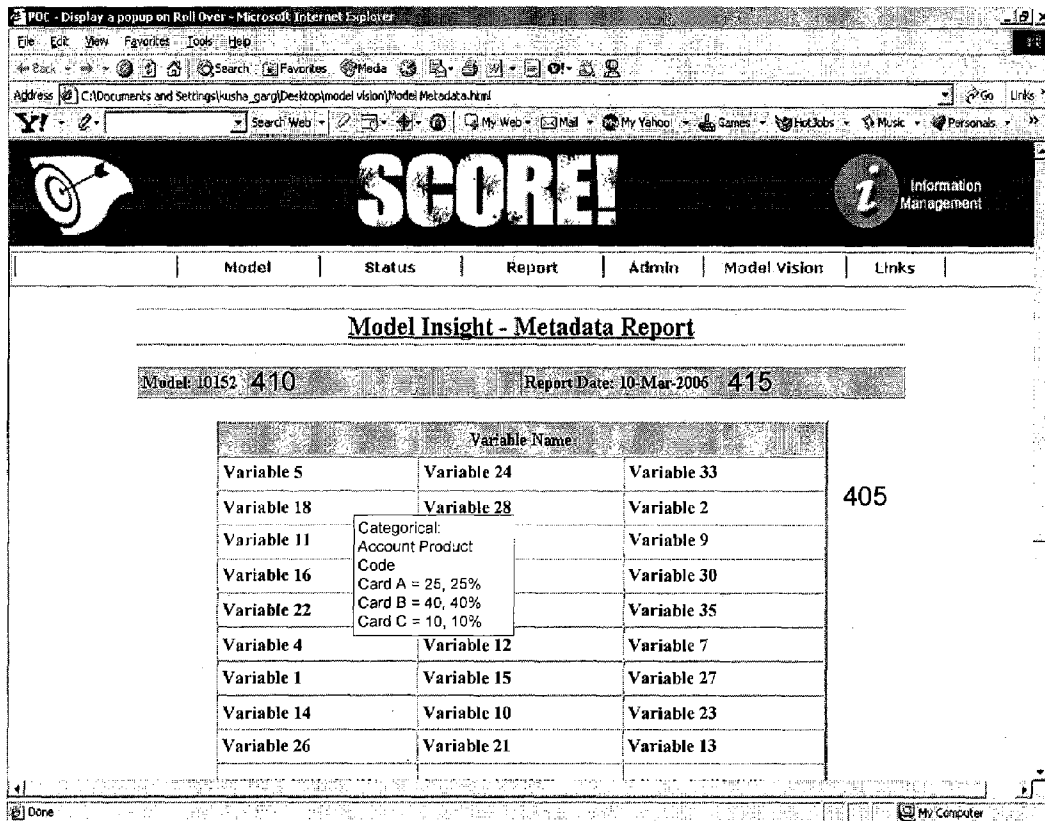 POC - Display a popup on Roll Over - Microsoft Internet Explorer
File Edit View Favorites Tools Help
Back Search Favorites Media
Address C:\Documents and Settings\kusha_garg\Desktop\model vision\Model Metadata.html Go Links
Y! Search Web My Web Mail My Yahoo! Games HotJobs Music Personals
SCORE!
i Information
Management
Model Status Report Admin Model Vision Links
Model Insight - Metadata Report
Model: 10152 410 Report Date: 10-Mar-2006 415
Variable Name
Variable 5 Variable 24 Variable 33
405
Variable 18 Variable 28 Variable 2
Variable 11 Variable 9
Variable 16 Variable 30
Variable 22 Variable 35
Categorical:
Account Product
Code
Card A = 25, 25%
Card B = 40, 40%
Card C = 10, 10%
Variable 4 Variable 12 Variable 7
Variable 1 Variable 15 Variable 27
Variable 14 Variable 10 Variable 23
Variable 26 Variable 21 Variable 13
Done My Computer